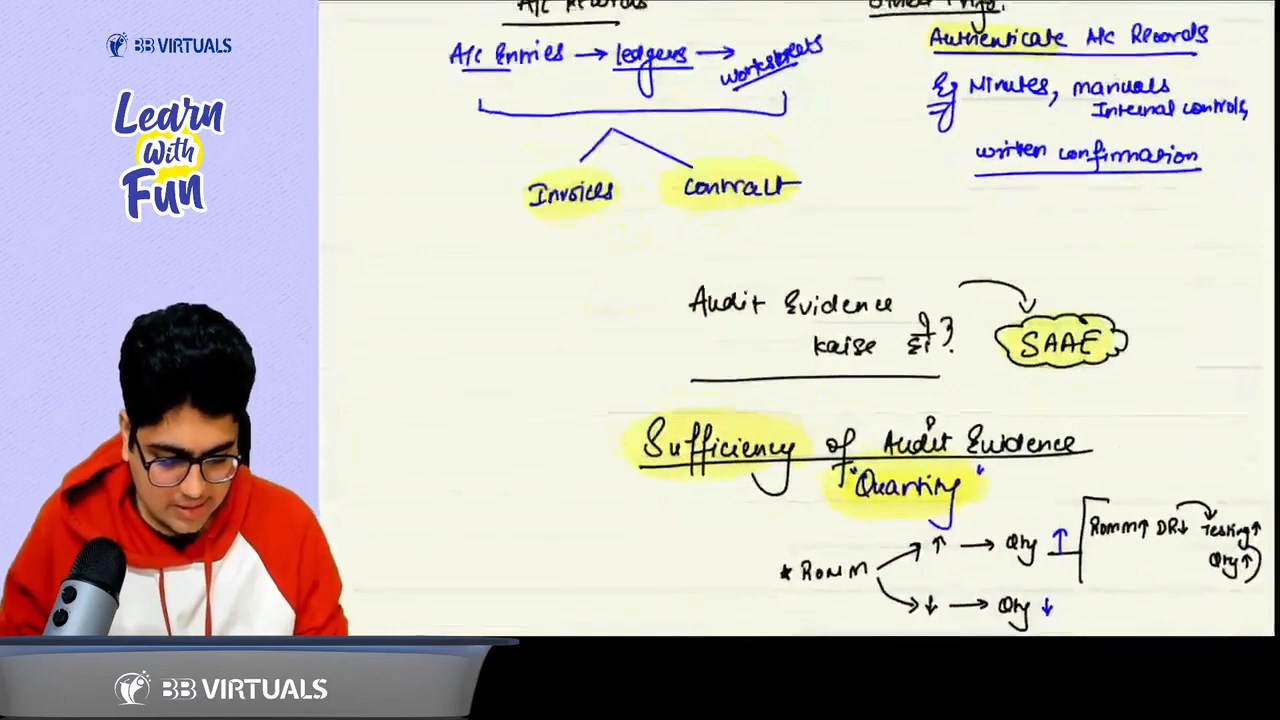 BB VIRTUALS
Learn
With
Fun
A/c Records
A/c Entries → ledgers → worksheets
Invoices
Contract
Authenticate A/c Records
Eg Minutes, manuals
Internal controls,
written confirmation
Audit Evidence
kaise हो?
SAAE
Sufficiency of Audit Evidence
"Quantity"
* ROMM
↑ → Qty ↑
ROMM↑ DR↓ Testing↑
Qty↑
↓ → Qty ↓
BB VIRTUALS